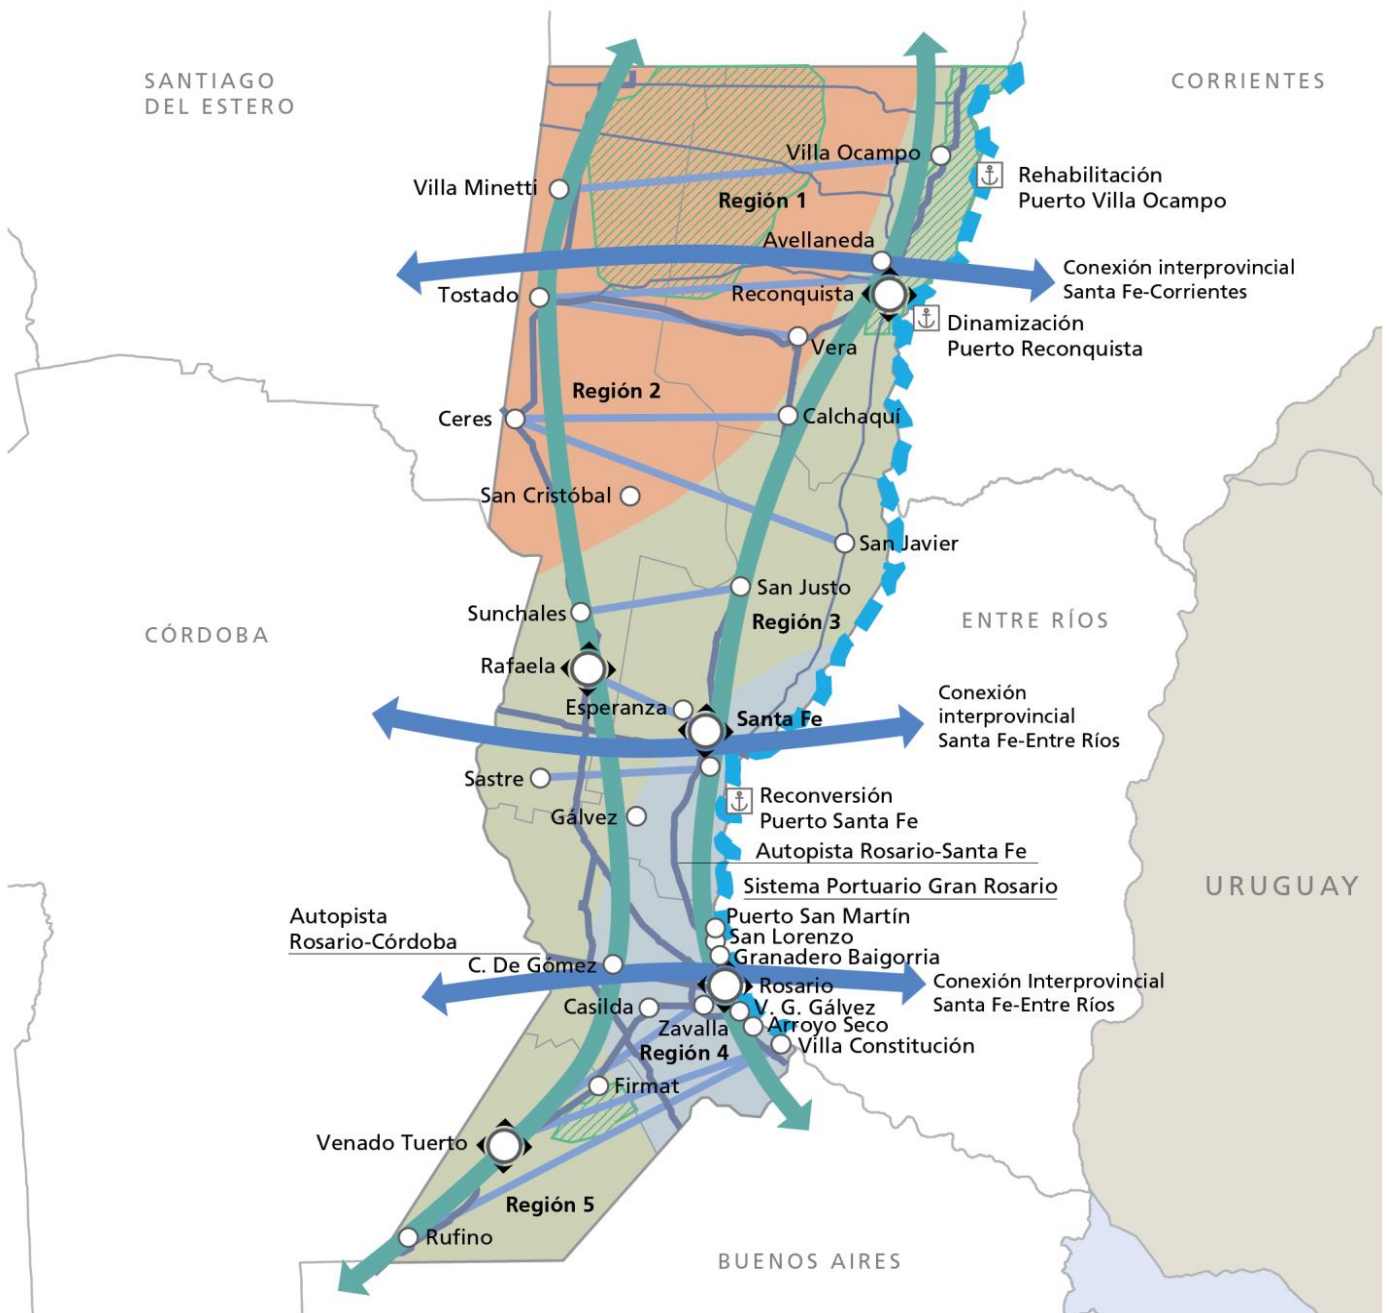 SANTIAGO
DEL ESTERO
CORRIENTES
Villa Ocampo
Rehabilitación
Puerto Villa Ocampo
Villa Minetti
Región 1
Avellaneda
Conexión interprovincial
Santa Fe-Corrientes
Tostado
Reconquista
Dinamización
Puerto Reconquista
Vera
Región 2
Ceres
Calchaquí
San Cristóbal
San Javier
San Justo
Sunchales
Región 3
ENTRE RÍOS
CÓRDOBA
Rafaela
Esperanza
Santa Fe
Conexión
interprovincial
Santa Fe-Entre Ríos
Sastre
Reconversión
Puerto Santa Fe
Gálvez
Autopista Rosario-Santa Fe
Sistema Portuario Gran Rosario
URUGUAY
Autopista
Rosario-Córdoba
Puerto San Martín
San Lorenzo
Granadero Baigorria
C. De Gómez
Rosario
Conexión Interprovincial
Santa Fe-Entre Ríos
Casilda
V. G. Gálvez
Zavalla
Arroyo Seco
Villa Constitución
Región 4
Firmat
Venado Tuerto
Región 5
Rufino
BUENOS AIRES